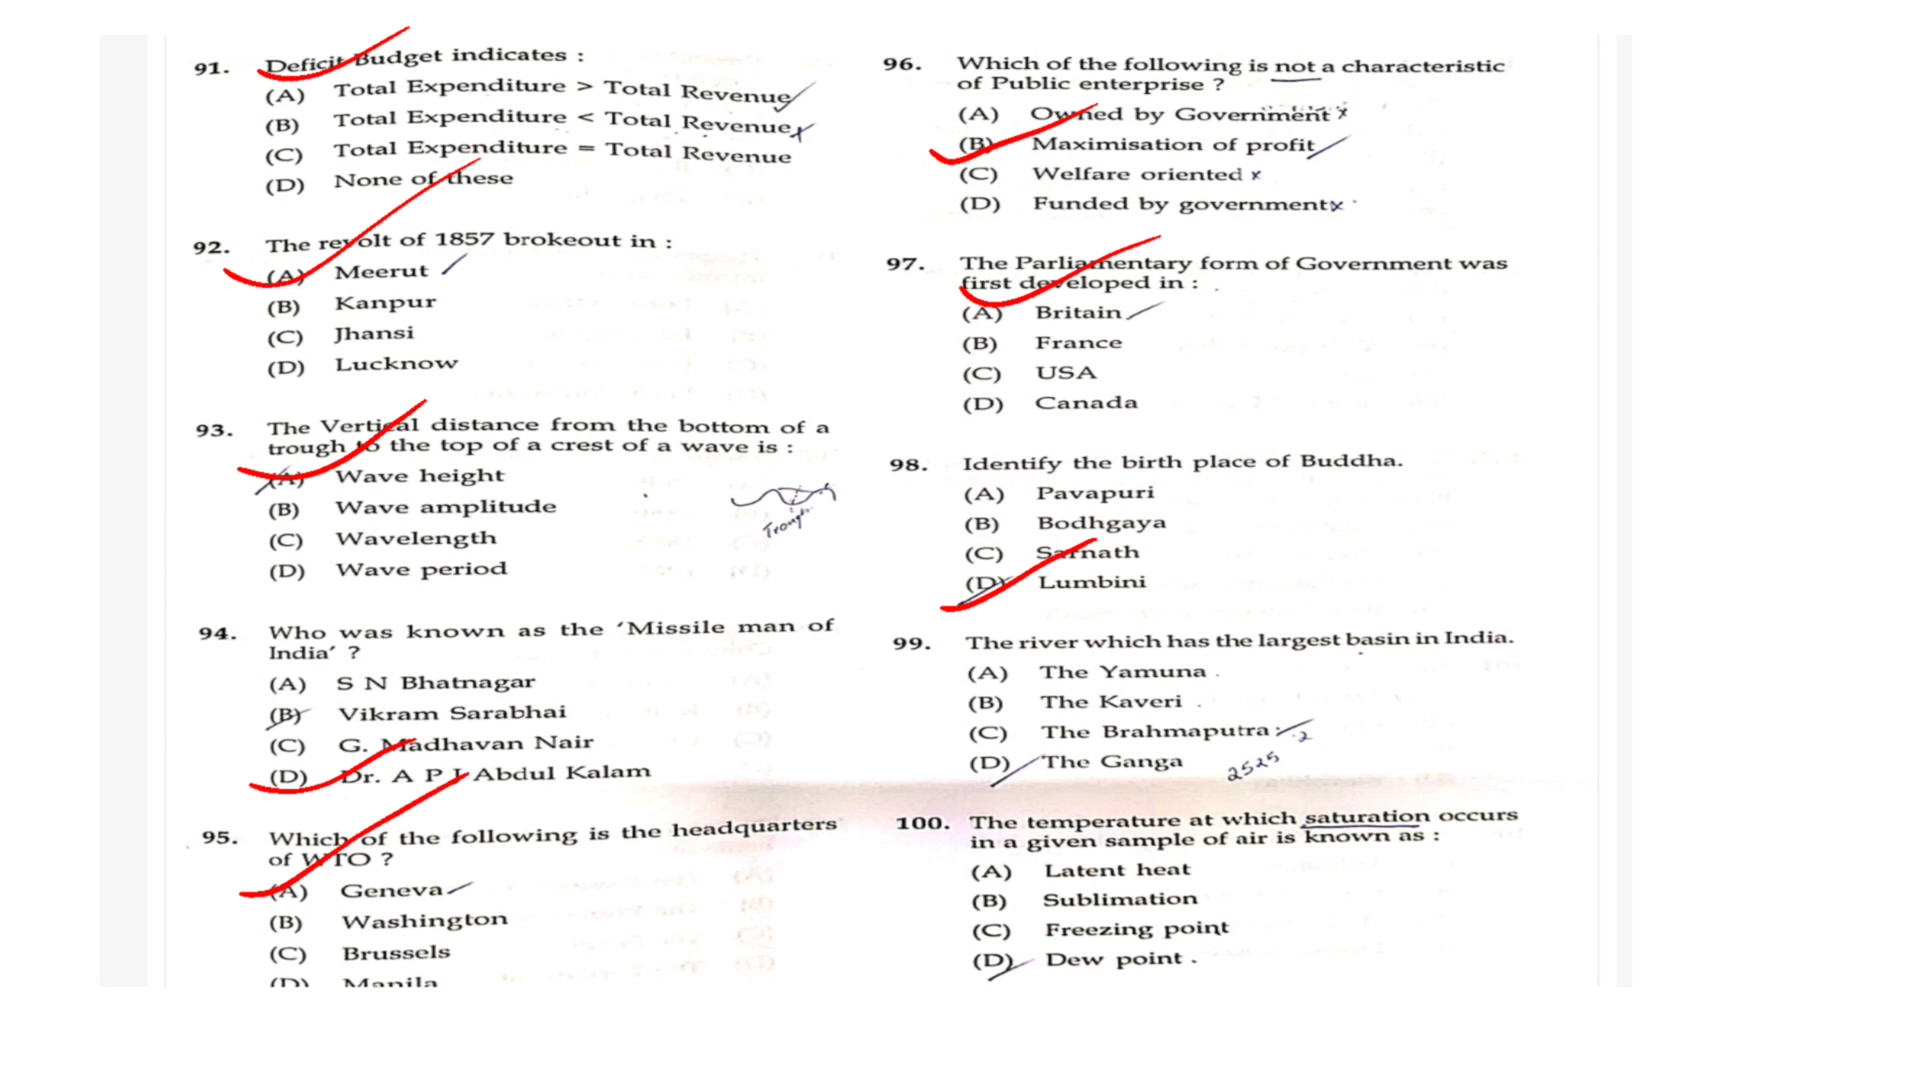 91. Deficit Budget indicates :
(A) Total Expenditure > Total Revenue
(B) Total Expenditure < Total Revenue
(C) Total Expenditure = Total Revenue
(D) None of these
92. The revolt of 1857 brokeout in :
(A) Meerut
(B) Kanpur
(C) Jhansi
(D) Lucknow
93. The Vertical distance from the bottom of a
trough to the top of a crest of a wave is :
(A) Wave height
(B) Wave amplitude
(C) Wavelength
(D) Wave period
Trough
94. Who was known as the ‘Missile man of
India’ ?
(A) S N Bhatnagar
(B) Vikram Sarabhai
(C) G. Madhavan Nair
(D) Dr. A P J Abdul Kalam
95. Which of the following is the headquarters
of WTO ?
(A) Geneva
(B) Washington
(C) Brussels
(D) Manila
96. Which of the following is not a characteristic
of Public enterprise ?
(A) Owned by Government x
(B) Maximisation of profit
(C) Welfare oriented x
(D) Funded by government x
97. The Parliamentary form of Government was
first developed in :
(A) Britain
(B) France
(C) USA
(D) Canada
98. Identify the birth place of Buddha.
(A) Pavapuri
(B) Bodhgaya
(C) Sarnath
(D) Lumbini
99. The river which has the largest basin in India.
(A) The Yamuna
(B) The Kaveri
(C) The Brahmaputra 2
(D) The Ganga 2525
100. The temperature at which saturation occurs
in a given sample of air is known as :
(A) Latent heat
(B) Sublimation
(C) Freezing point
(D) Dew point .